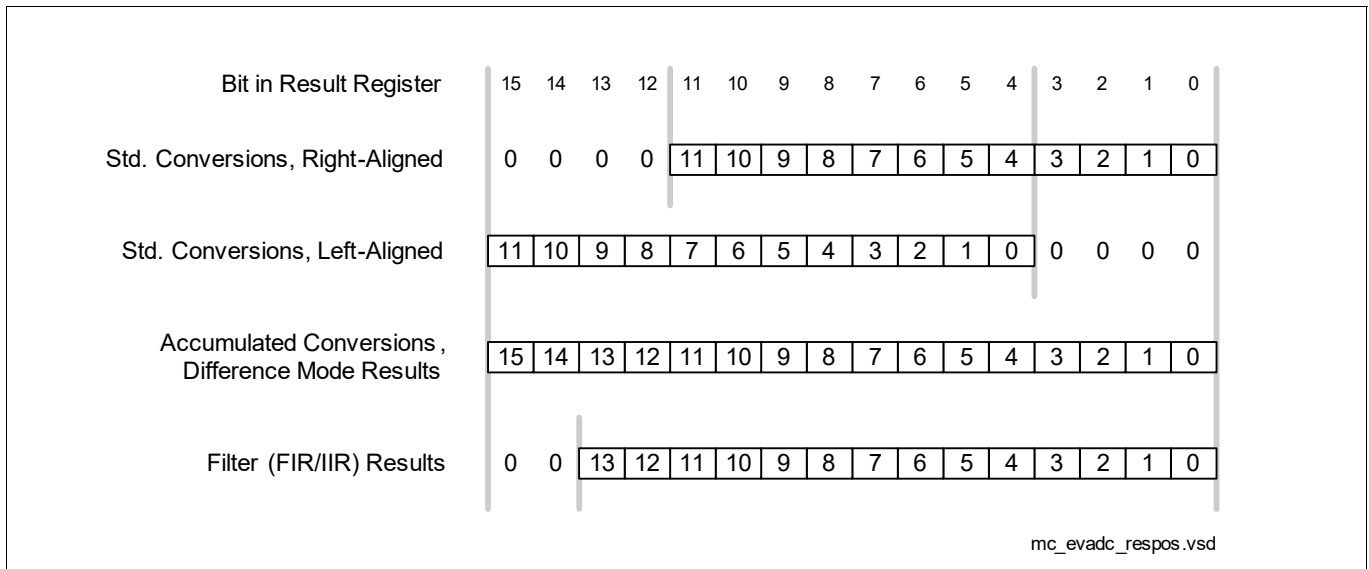 Bit in Result Register 15 14 13 12 11 10 9 8 7 6 5 4 3 2 1 0
Std. Conversions, Right-Aligned 0 0 0 0 11 10 9 8 7 6 5 4 3 2 1 0
Std. Conversions, Left-Aligned 11 10 9 8 7 6 5 4 3 2 1 0 0 0 0 0
Accumulated Conversions,
Difference Mode Results 15 14 13 12 11 10 9 8 7 6 5 4 3 2 1 0
Filter (FIR/IIR) Results 0 0 13 12 11 10 9 8 7 6 5 4 3 2 1 0
mc_evadc_respos.vsd